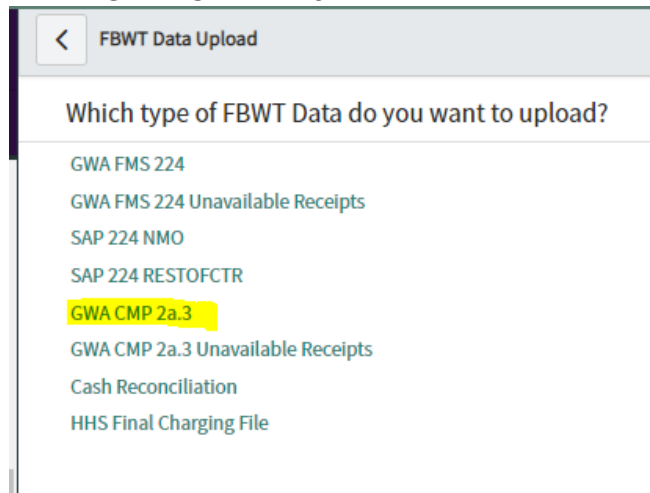 FBWT Data Upload
Which type of FBWT Data do you want to upload?
GWA FMS 224
GWA FMS 224 Unavailable Receipts
SAP 224 NMO
SAP 224 RESTOFCTR
GWA CMP 2a.3
GWA CMP 2a.3 Unavailable Receipts
Cash Reconciliation
HHS Final Charging File